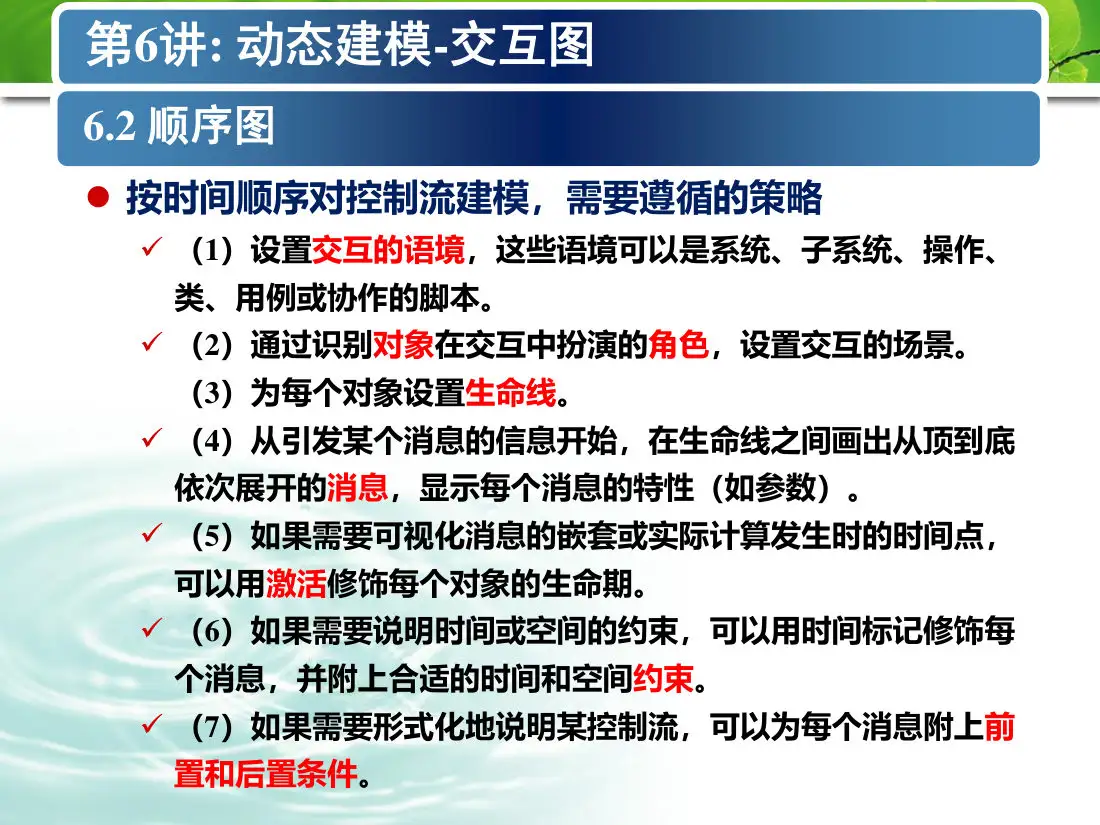 第6讲: 动态建模-交互图
6.2 顺序图
按时间顺序对控制流建模，需要遵循的策略
（1）设置交互的语境，这些语境可以是系统、子系统、操作、
类、用例或协作的脚本。
（2）通过识别对象在交互中扮演的角色，设置交互的场景。
（3）为每个对象设置生命线。
（4）从引发某个消息的信息开始，在生命线之间画出从顶到底
依次展开的消息，显示每个消息的特性（如参数）。
（5）如果需要可视化消息的嵌套或实际计算发生时的时间点，
可以用激活修饰每个对象的生命期。
（6）如果需要说明时间或空间的约束，可以用时间标记修饰每
个消息，并附上合适的时间和空间约束。
（7）如果需要形式化地说明某控制流，可以为每个消息附上前
置和后置条件。